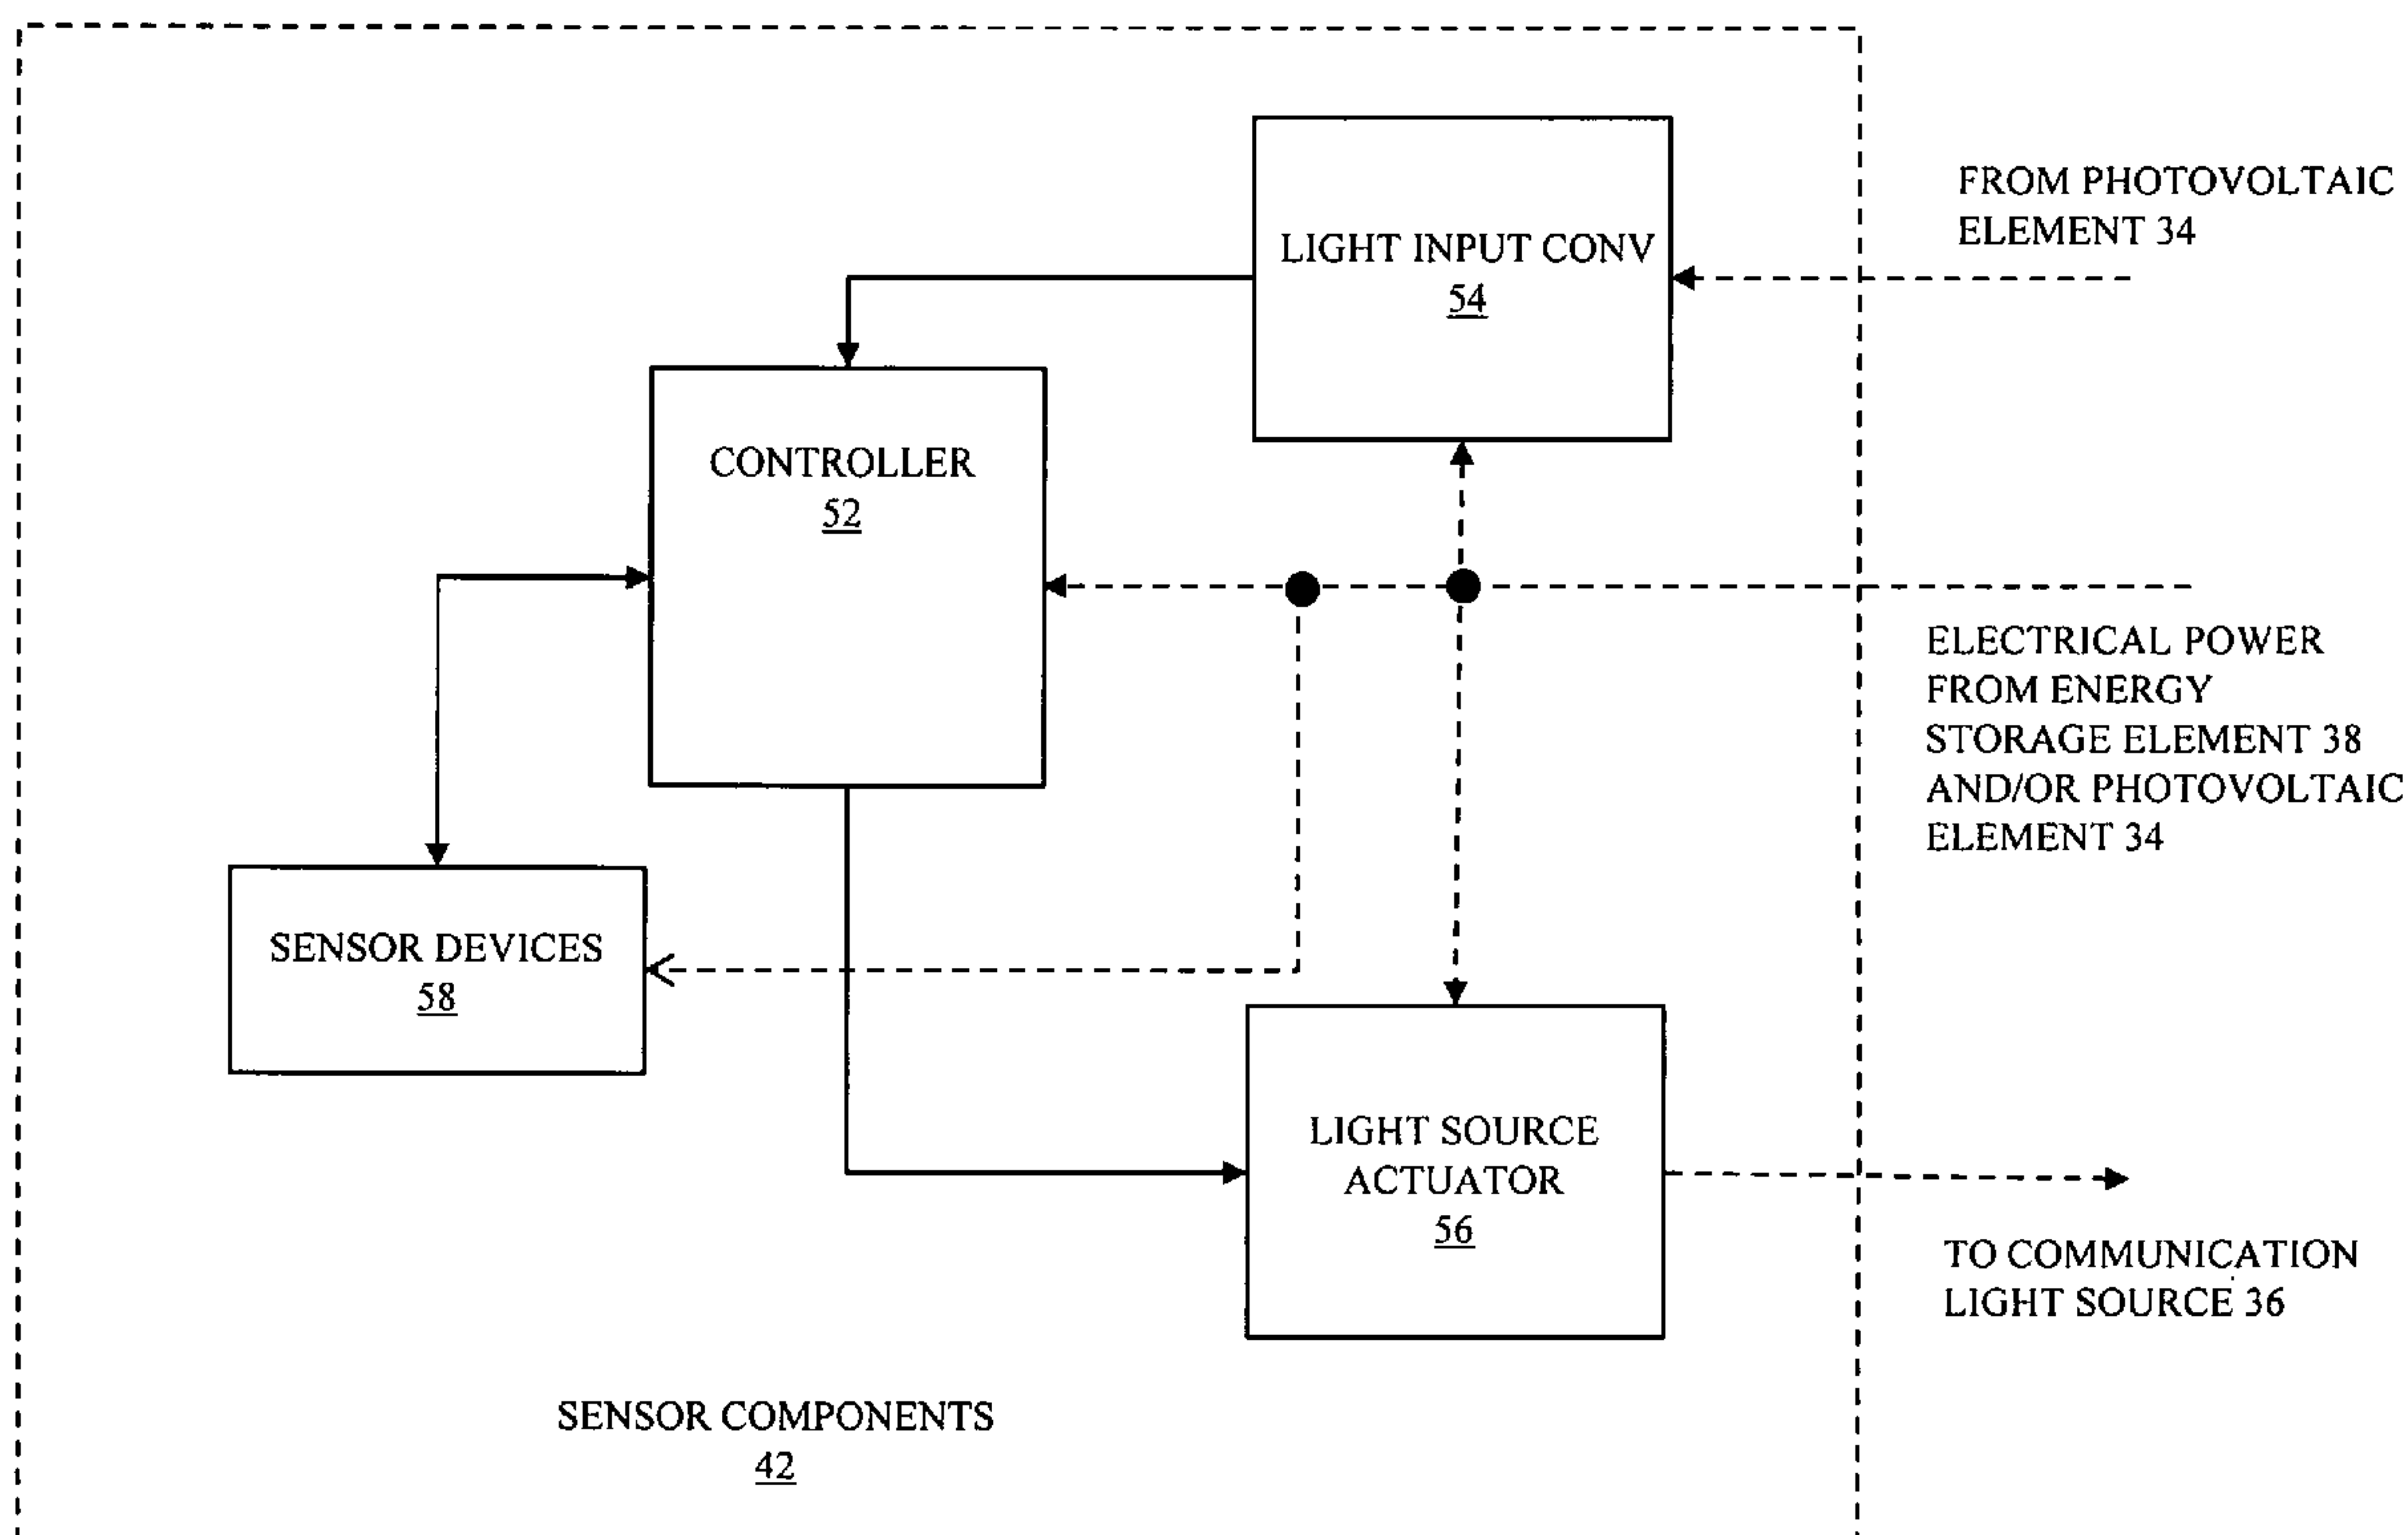 FROM PHOTOVOLTAIC
ELEMENT 34
LIGHT INPUT CONV
54
CONTROLLER
52
ELECTRICAL POWER
FROM ENERGY
STORAGE ELEMENT 38
AND/OR PHOTOVOLTAIC
ELEMENT 34
SENSOR DEVICES
58
LIGHT SOURCE
ACTUATOR
56
TO COMMUNICATION
LIGHT SOURCE 36
SENSOR COMPONENTS
42